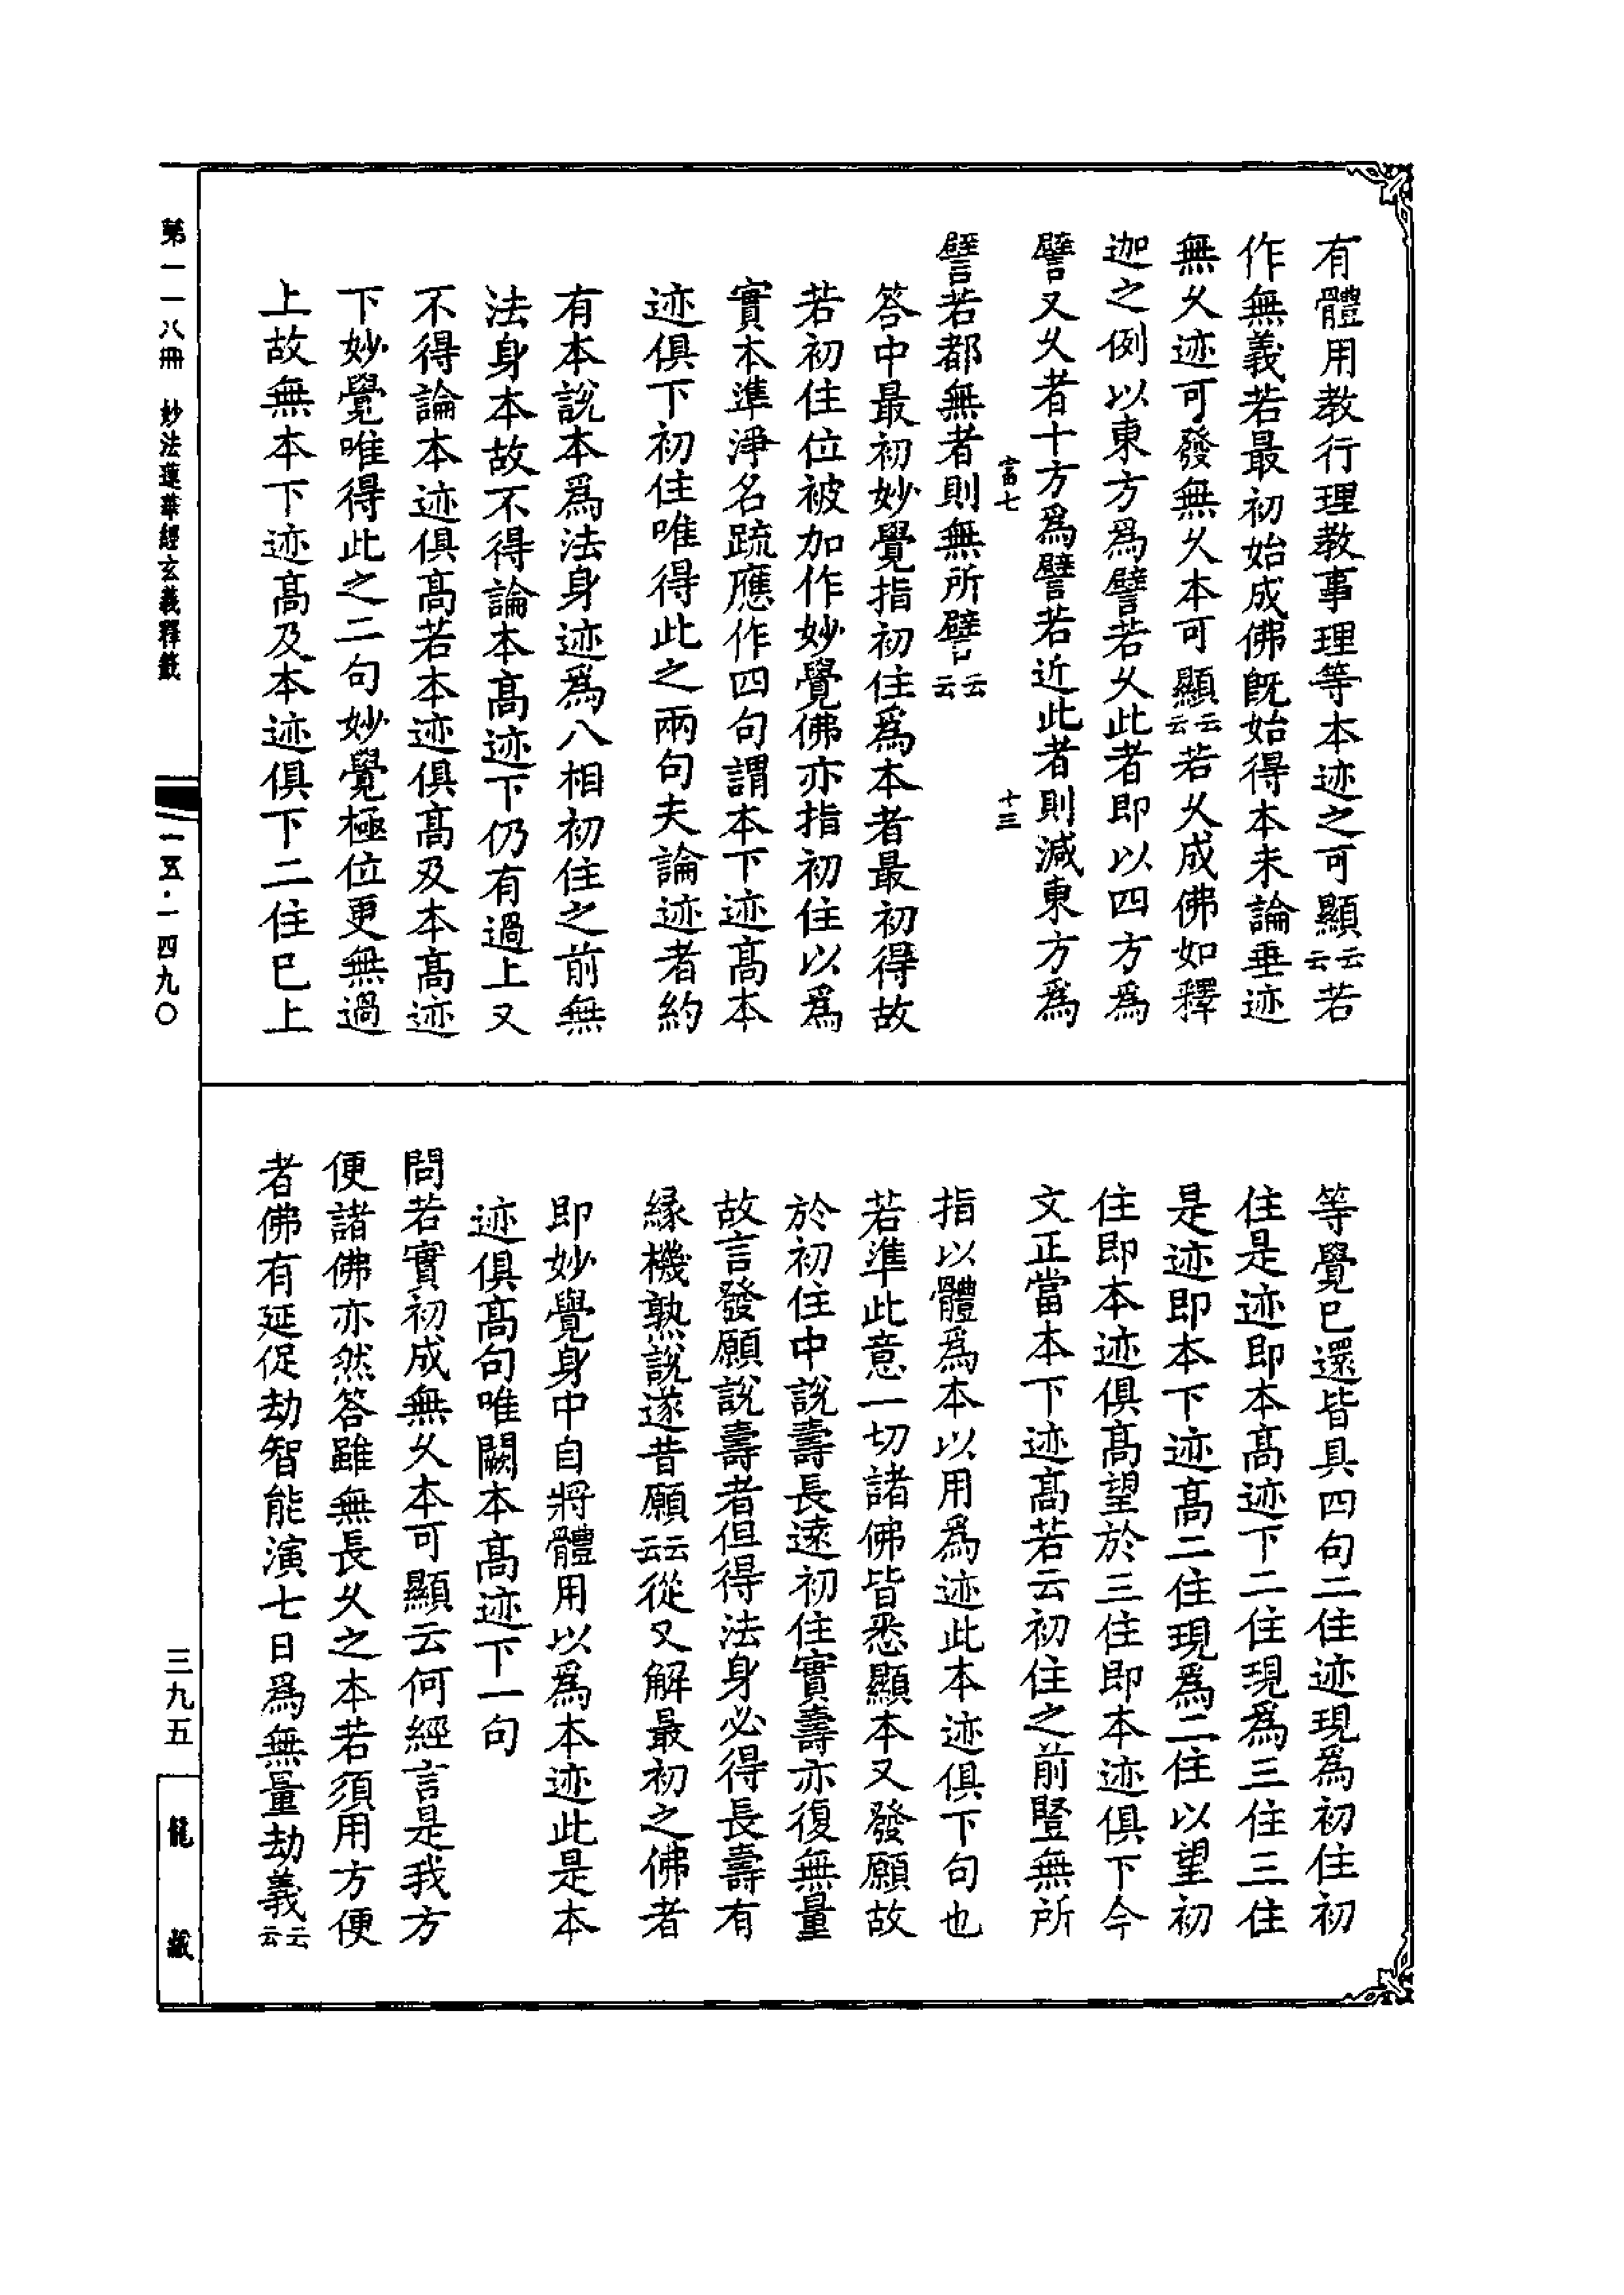 有體用教行理教事理等本迹之可顯云云若
作無義若最初始成佛旣始得本未論垂迹
無乆迹可發無乆本可顯云云若乆成佛如釋
迦之例以東方爲譬若乆此者即以四方爲
譬又乆者十方爲譬若近此者則減東方爲
富七 十三
譬若都無者則無所譬云云
答中最初妙覺指初住爲本者最初得故
若初住位被加作妙覺佛亦指初住以爲
實本準淨名疏應作四句謂本下迹髙本
迹俱下初住唯得此之兩句夫論迹者約
有本說本爲法身迹爲八相初住之前無
法身本故不得論本髙迹下仍有過上又
不得論本迹俱髙若本迹俱髙及本髙迹
下妙覺唯得此之二句妙覺極位更無過
上故無本下迹髙及本迹俱下二住巳上
等覺巳還皆具四句二住迹現爲初住初
住是迹即本髙迹下二住現爲三住三住
是迹即本下迹髙二住現爲二住以望初
住即本迹俱髙望於三住即本迹俱下今
文正當本下迹髙若云初住之前豎無所
指以體爲本以用爲迹此本迹俱下句也
若準此意一切諸佛皆悉顯本又發願故
於初住中說壽長遠初住實壽亦復無量
故言發願說壽者但得法身必得長壽有
緣機熟說遂昔願云云從又解最初之佛者
即妙覺身中自將體用以爲本迹此是本
迹俱髙句唯闕本髙迹下一句
問若實初成無乆本可顯云何經言是我方
便諸佛亦然答雖無長乆之本若須用方便
者佛有延促劫智能演七日爲無量劫義云云
第一一八冊 妙法蓮華經玄義釋籤
一五·一四九〇
三九五
龍藏